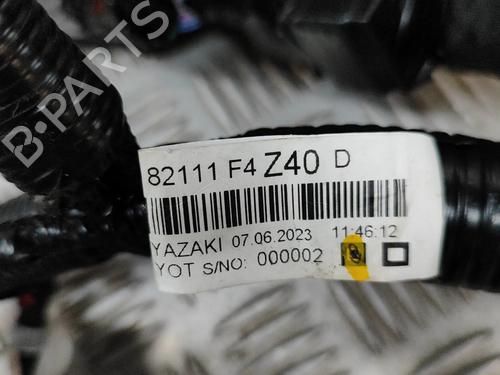 B-PARTS
82111 F4 Z40 D
YAZAKI 07.06.2023 11:46:12
YOT S/NO: 000002